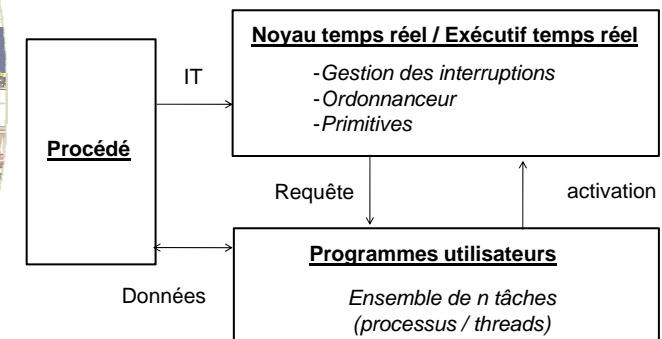 Noyau temps réel / Exécutif temps réel
-Gestion des interruptions
-Ordonnanceur
-Primitives
IT
Procédé
Requête
activation
Programmes utilisateurs
Données
Ensemble de n tâches
(processus / threads)